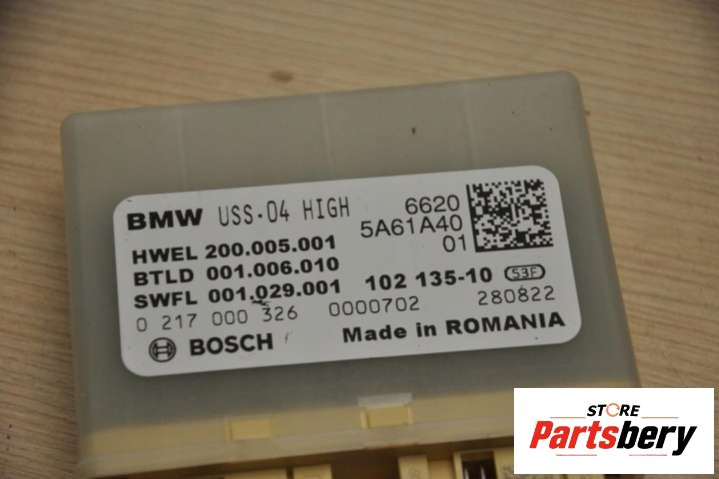 BMW USS-04 HIGH 6620
5A61A40
01
HWEL 200.005.001
BTLD 001.006.010
SWFL 001.029.001 102 135-10 53F
0 217 000 326 0000702 280822
BOSCH Made in ROMANIA
STORE
Partsbery